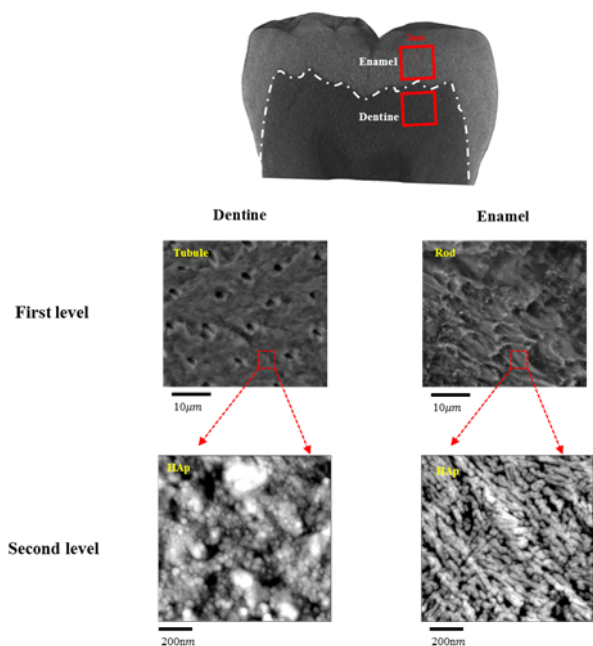 Enamel
Dentine
Dentine
Enamel
First level
Tubule
Rod
10μm
10μm
Second level
HAp
HAp
200nm
200nm